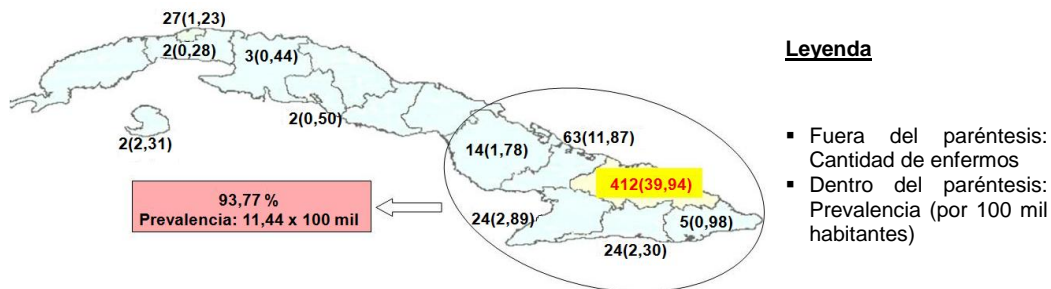 27(1,23)
2(0,28)
3(0,44)
2(0,50)
2(2,31)
63(11,87)
14(1,78)
412(39,94)
24(2,89)
5(0,98)
24(2,30)
93,77 %
Prevalencia: 11,44 x 100 mil
Leyenda
▪ Fuera del paréntesis:
Cantidad de enfermos
▪ Dentro del paréntesis:
Prevalencia (por 100 mil
habitantes)